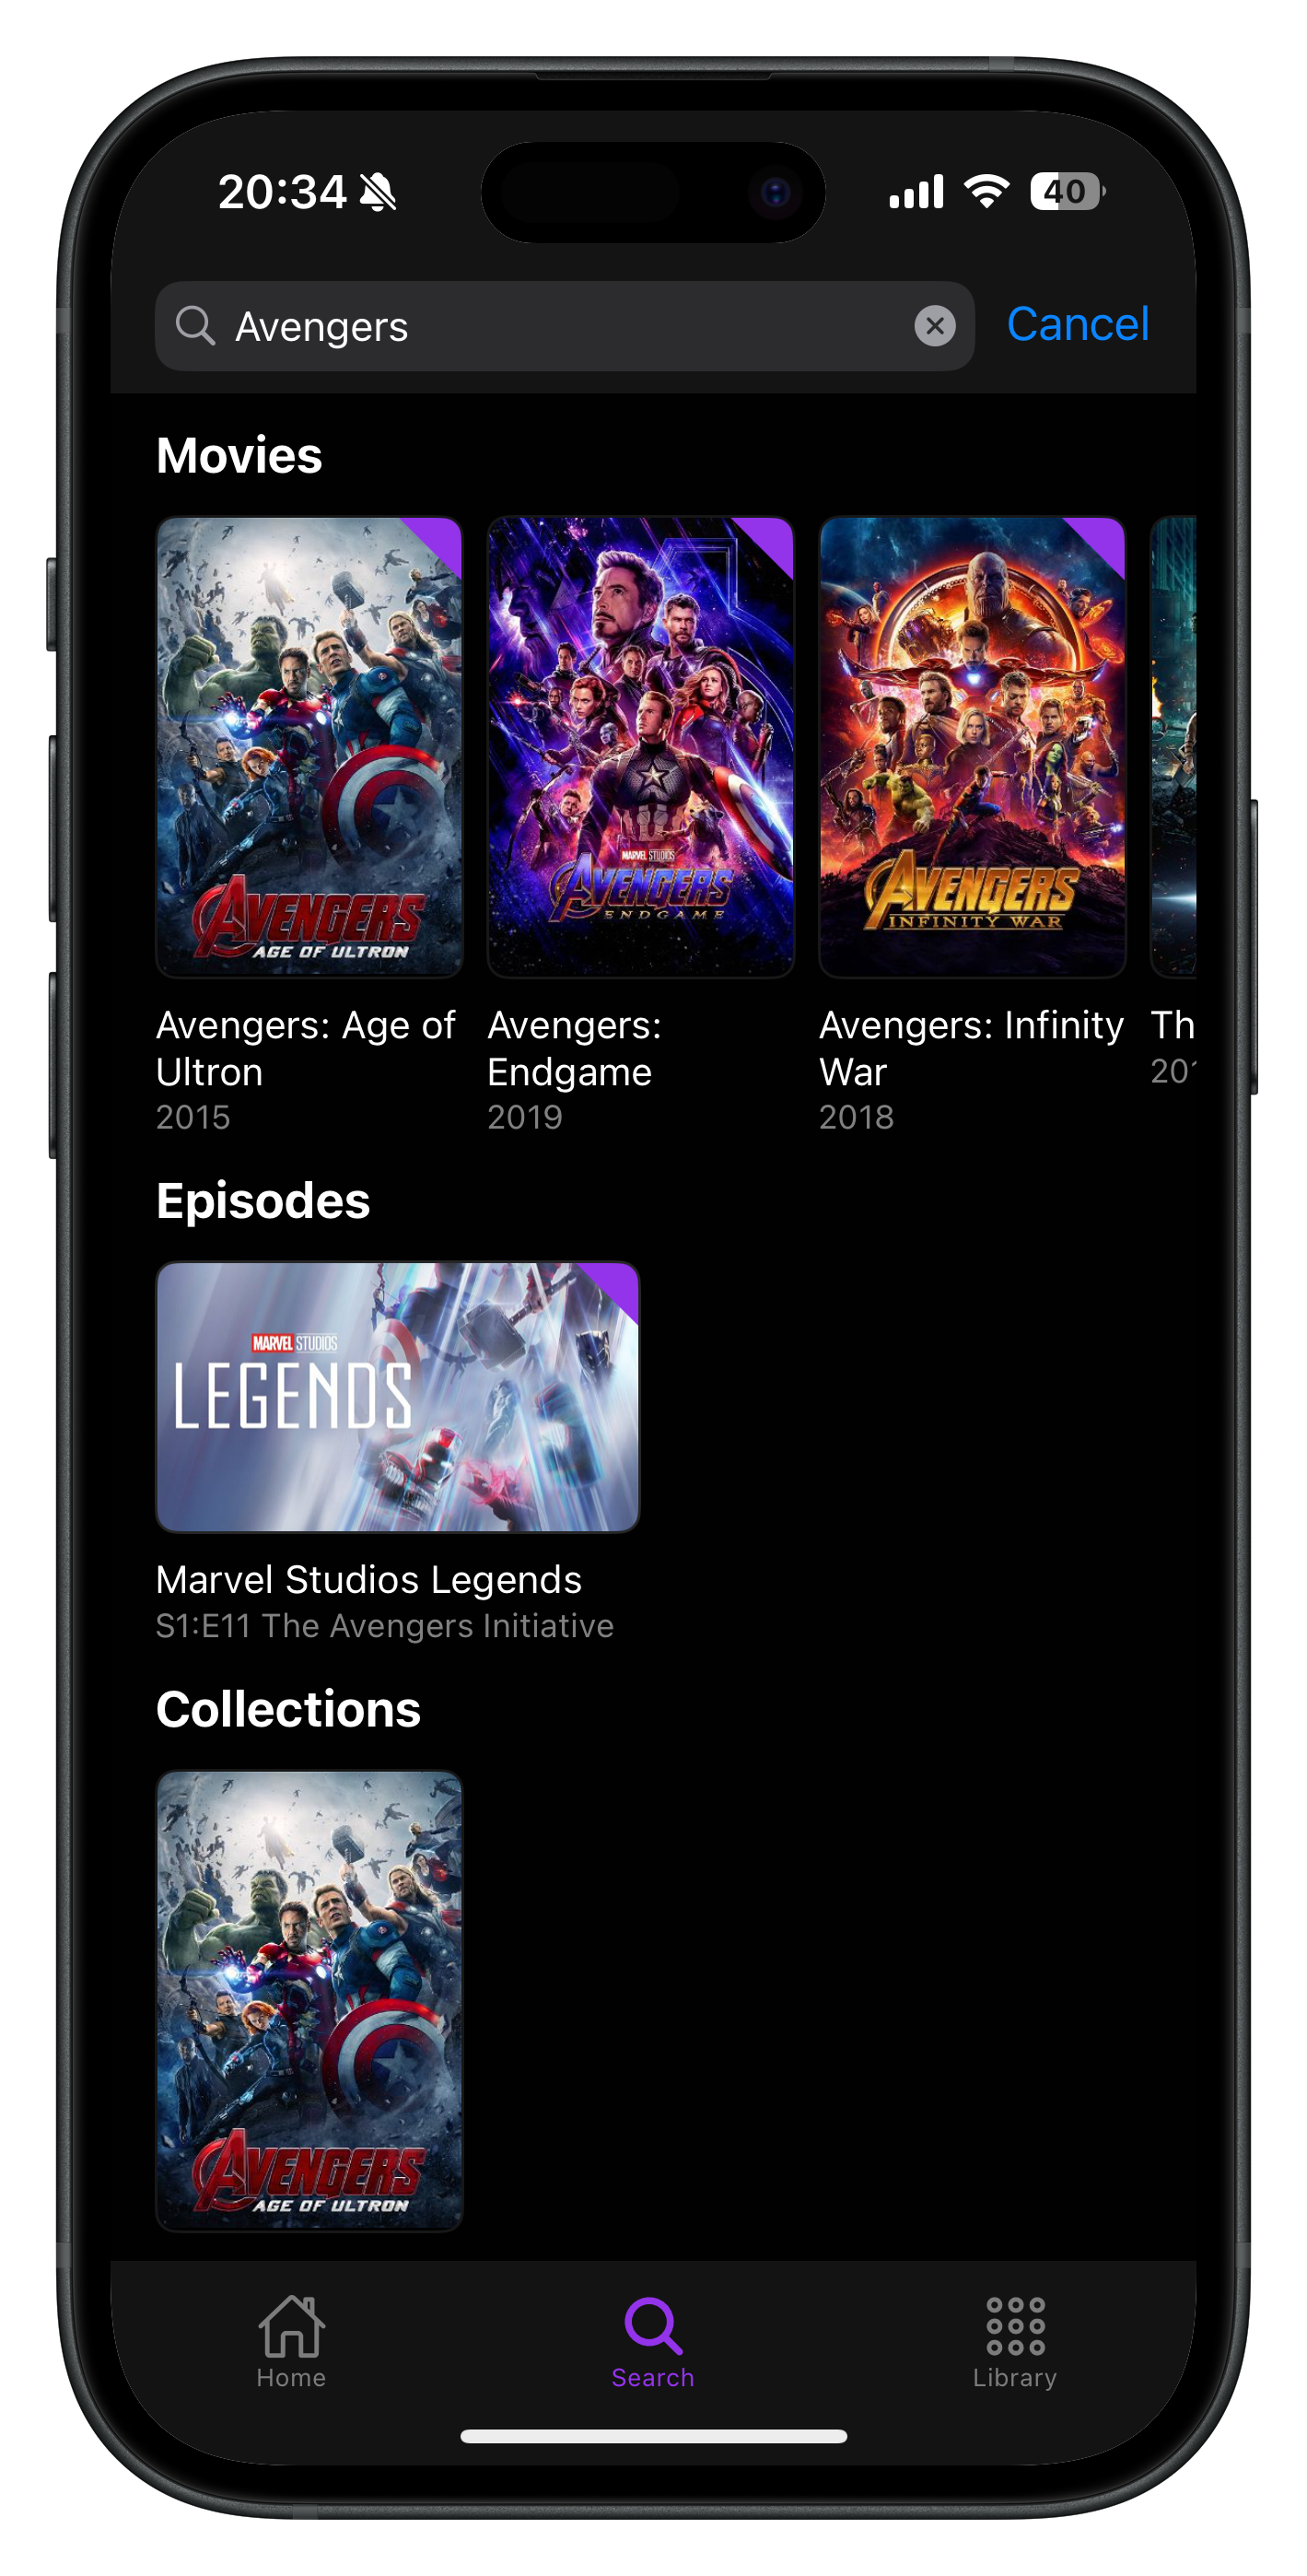 20:34
40
Avengers
Cancel
Movies
AVENGERS
AGE OF ULTRON
MARVEL STUDIOS
AVENGERS
ENDGAME
AVENGERS
INFINITY WAR
Avengers: Age of
Ultron
2015
Avengers:
Endgame
2019
Avengers: Infinity
War
2018
Th
201
Episodes
MARVEL STUDIOS
LEGENDS
Marvel Studios Legends
S1:E11 The Avengers Initiative
Collections
AVENGERS
AGE OF ULTRON
Home
Search
Library